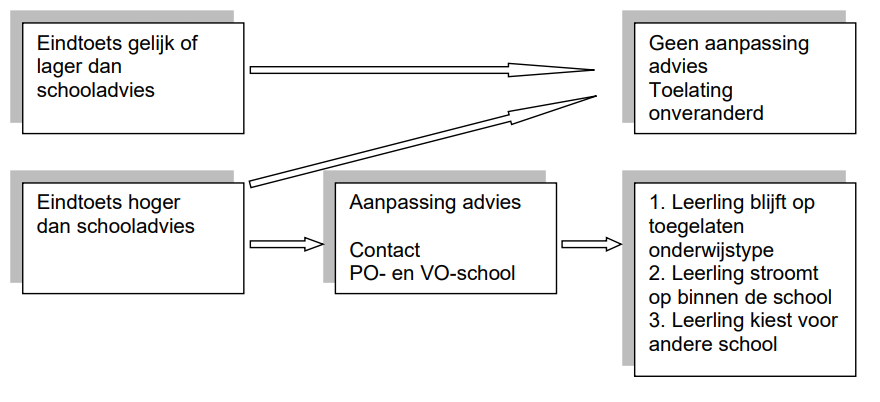 Eindtoets gelijk of
lager dan
schooladvies
Geen aanpassing
advies
Toelating
onveranderd
Eindtoets hoger
dan schooladvies
Aanpassing advies
Contact
PO- en VO-school
1. Leerling blijft op
toegelaten
onderwijstype
2. Leerling stroomt
op binnen de school
3. Leerling kiest voor
andere school